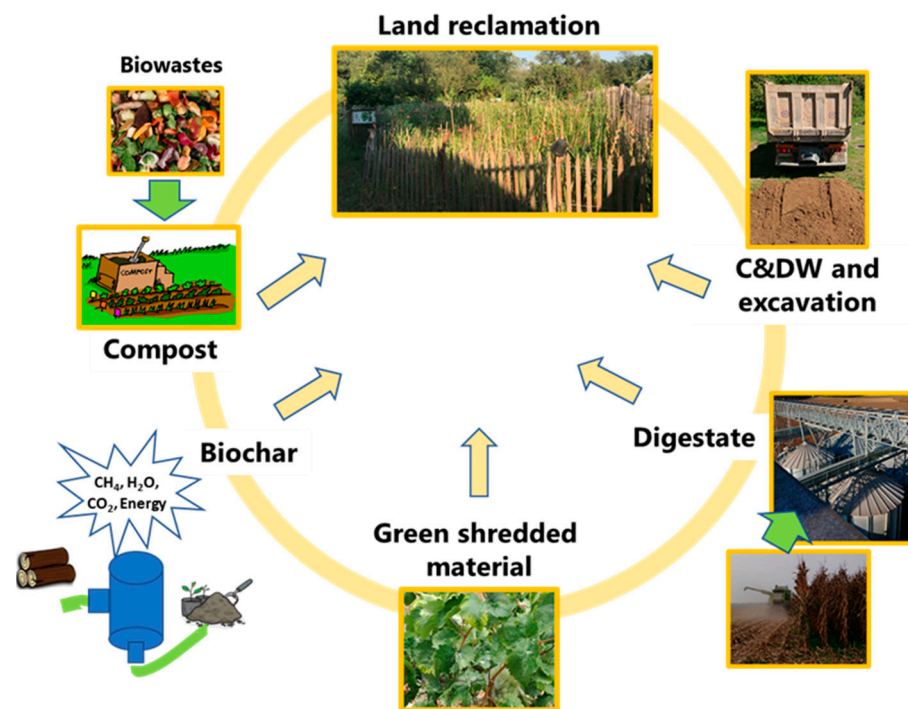 Land reclamation
Biowastes
COMPOST
Compost
C&DW and
excavation
Biochar
Digestate
CH₄, H₂O,
CO₂, Energy
Green shredded
material